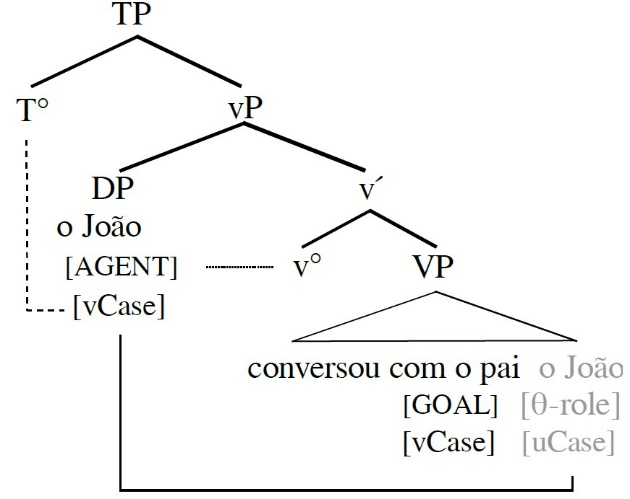 TP
T° vP
DP v´
o João
[AGENT] v° VP
[vCase]
conversou com o pai o João
[GOAL] [θ-role]
[vCase] [uCase]